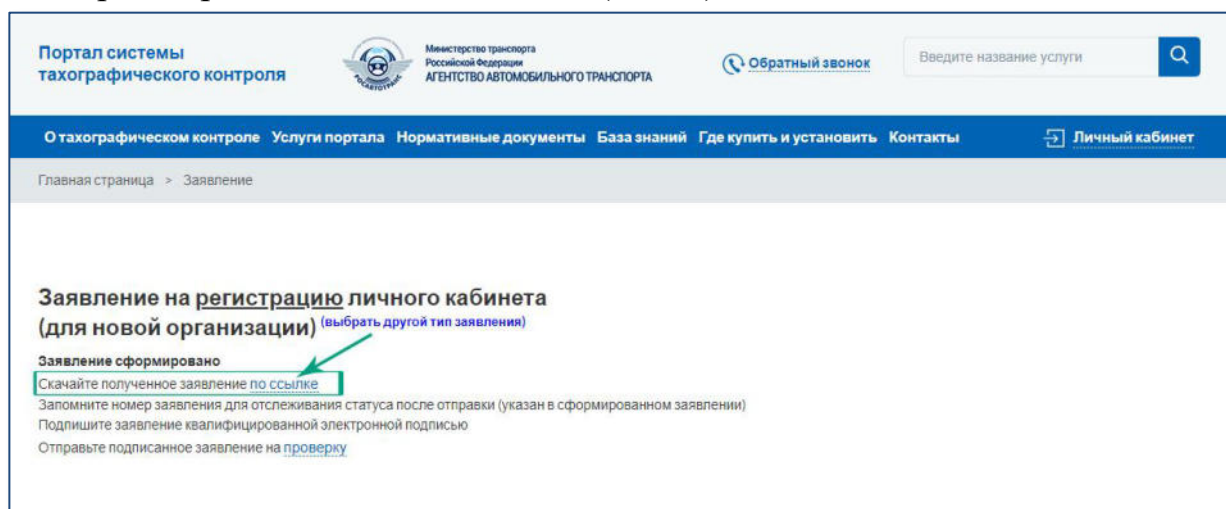 Портал системы
тахографического контроля
РОСАВТОТРАНС
Министерство транспорта
Российской Федерации
АГЕНТСТВО АВТОМОБИЛЬНОГО ТРАНСПОРТА
Обратный звонок
Введите название услуги
О тахографическом контроле Услуги портала Нормативные документы База знаний Где купить и установить Контакты Личный кабинет
Главная страница > Заявление
Заявление на регистрацию личного кабинета
(для новой организации) (выбрать другой тип заявления)
Заявление сформировано
Скачайте полученное заявление по ссылке
Запомните номер заявления для отслеживания статуса после отправки (указан в сформированном заявлении)
Подпишите заявление квалифицированной электронной подписью
Отправьте подписанное заявление на проверку